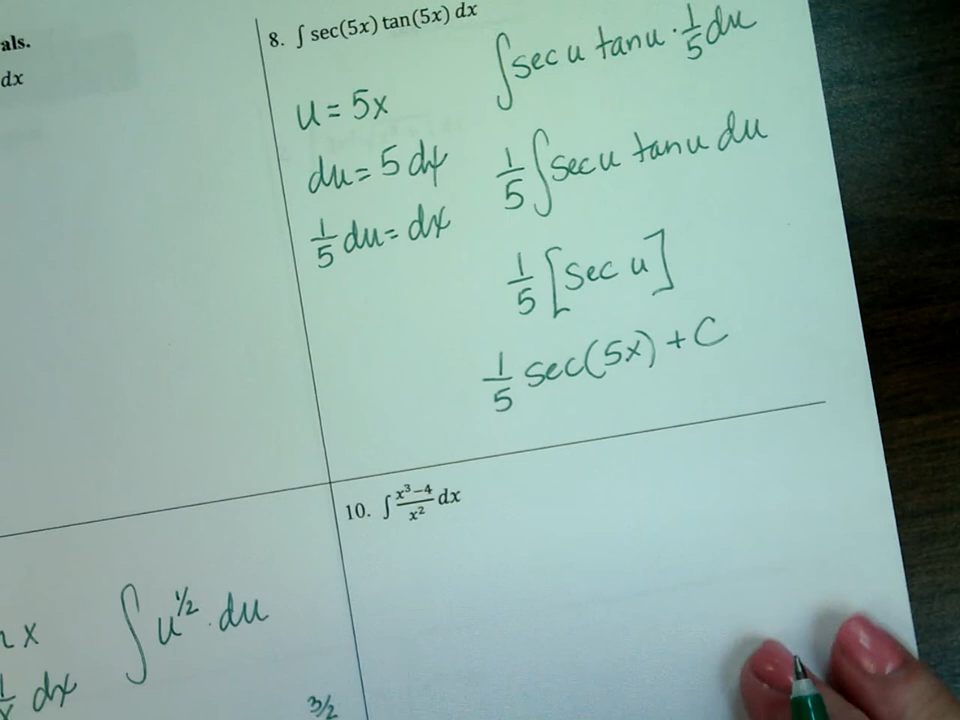 als.
dx
8. ∫ sec(5x) tan(5x) dx
u = 5x
du = 5 dx
1/5 du = dx
∫ sec u tan u · 1/5 du
1/5 ∫ sec u tan u du
1/5 [sec u]
1/5 sec(5x) + C
10. ∫ (x³−4)/x² dx
x
dx
∫ u^1/2 · du
3/2